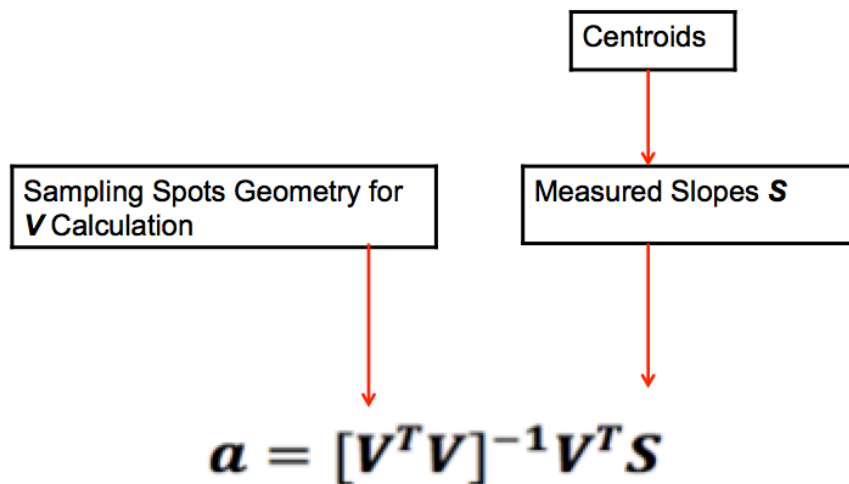 Centroids
Sampling Spots Geometry for
V Calculation
Measured Slopes S
a = [VᵀV]⁻¹VᵀS